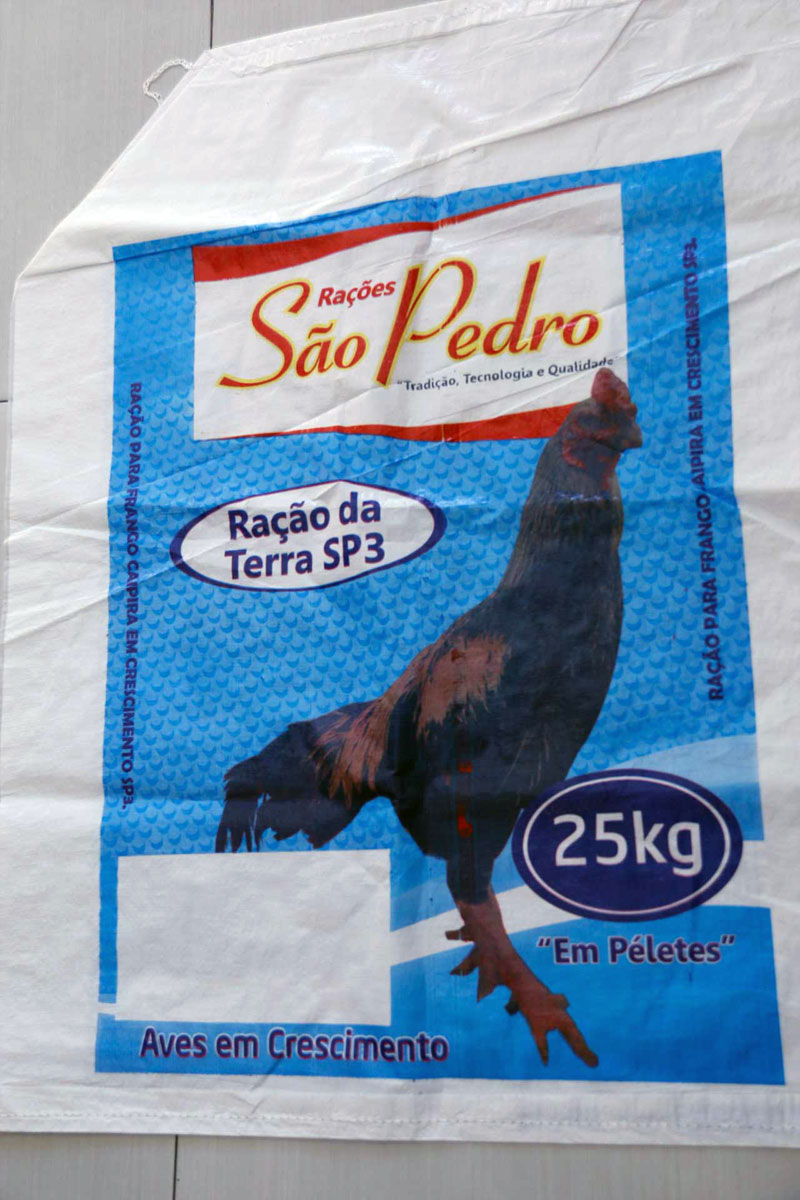 Rações
São Pedro
"Tradição, Tecnologia e Qualidade"
Ração da
Terra SP3
RAÇÃO PARA FRANGO CAIPIRA EM CRESCIMENTO SP3.
RAÇÃO PARA FRANGO CAIPIRA EM CRESCIMENTO SP3.
25kg
"Em Péletes"
Aves em Crescimento